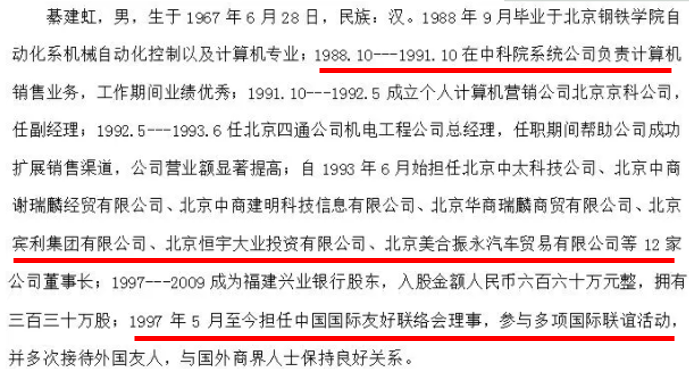 綦建虹，男，生于 1967 年 6 月 28 日，民族：汉。1988 年 9 月毕业于北京钢铁学院自
动化系机械自动化控制以及计算机专业；1988.10---1991.10 在中科院系统公司负责计算机
销售业务，工作期间业绩优秀；1991.10---1992.5 成立个人计算机营销公司北京京科公司，
任副经理；1992.5---1993.6 任北京四通公司机电工程公司总经理，任职期间帮助公司成功
扩展销售渠道，公司营业额显著提高；自 1993 年 6 月始担任北京中太科技公司、北京中商
谢瑞麟经贸有限公司、北京中商建明科技信息有限公司、北京华商瑞麟商贸有限公司、北京
宾利集团有限公司、北京恒宇大业投资有限公司、北京美合振永汽车贸易有限公司等 12 家
公司董事长；1997---2009 成为福建兴业银行股东，入股金额人民币六百六十万元整，拥有
三百三十万股；1997 年 5 月至今担任中国国际友好联络会理事，参与多项国际联谊活动，
并多次接待外国友人，与国外商界人士保持良好关系。